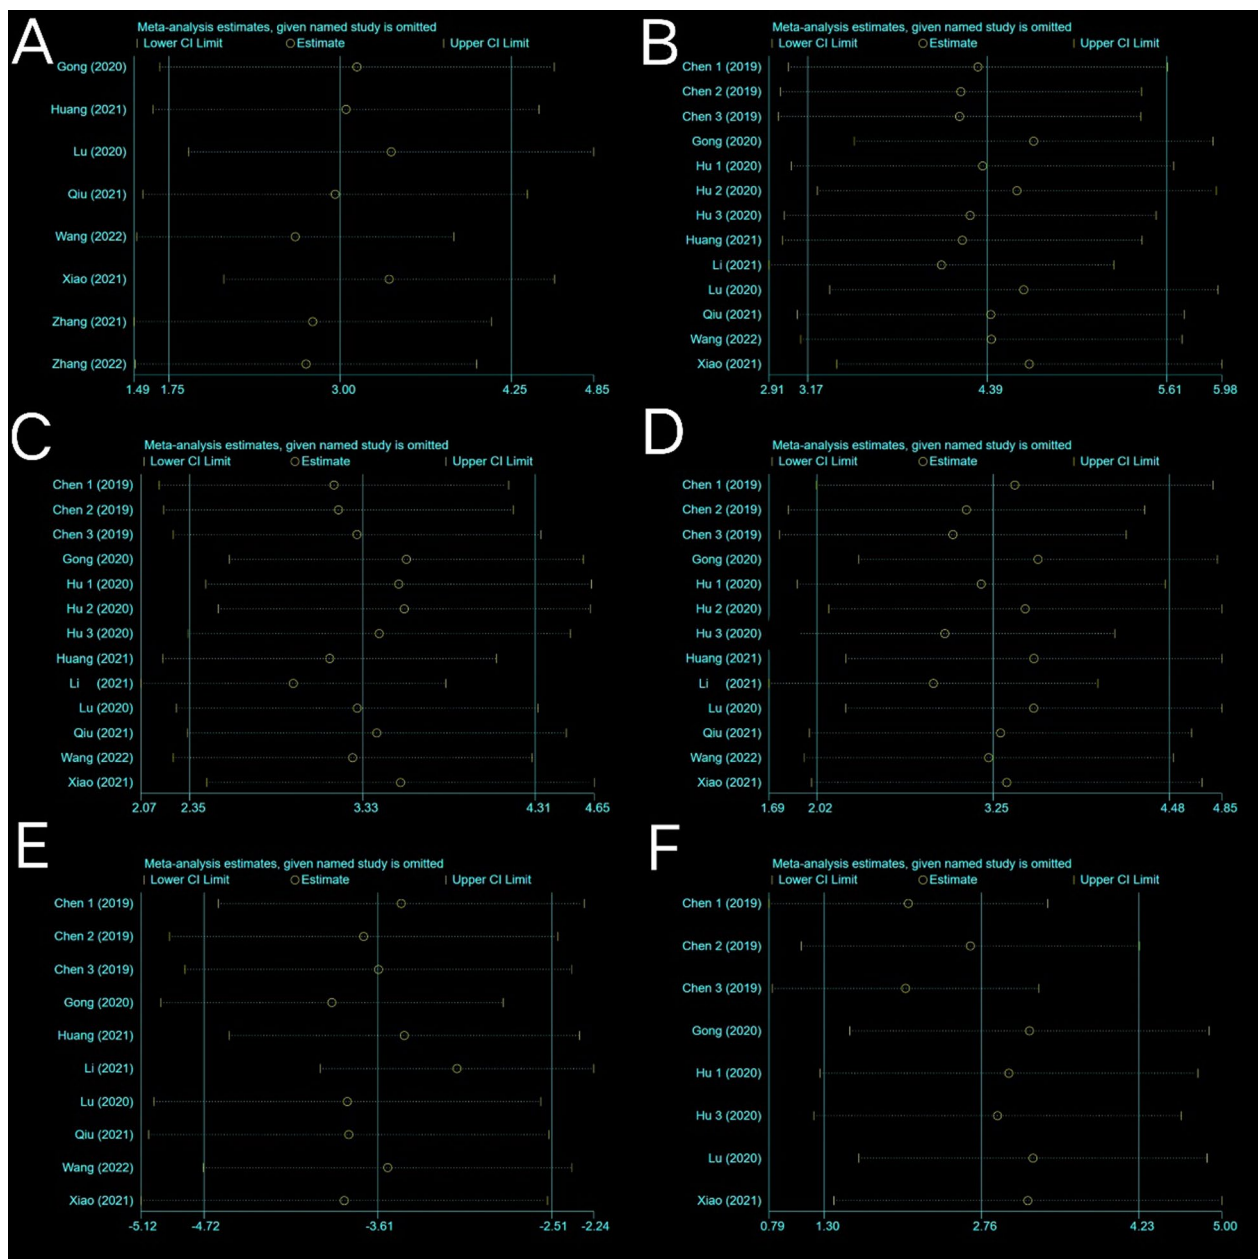 A
Meta-analysis estimates, given named study is omitted
Lower CI Limit Estimate Upper CI Limit
Gong (2020)
Huang (2021)
Lu (2020)
Qiu (2021)
Wang (2022)
Xiao (2021)
Zhang (2021)
Zhang (2022)
1.49 1.75 3.00 4.25 4.85
B
Meta-analysis estimates, given named study is omitted
Lower CI Limit Estimate Upper CI Limit
Chen 1 (2019)
Chen 2 (2019)
Chen 3 (2019)
Gong (2020)
Hu 1 (2020)
Hu 2 (2020)
Hu 3 (2020)
Huang (2021)
Li (2021)
Lu (2020)
Qiu (2021)
Wang (2022)
Xiao (2021)
2.91 3.17 4.39 5.61 5.98
C
Meta-analysis estimates, given named study is omitted
Lower CI Limit Estimate Upper CI Limit
Chen 1 (2019)
Chen 2 (2019)
Chen 3 (2019)
Gong (2020)
Hu 1 (2020)
Hu 2 (2020)
Hu 3 (2020)
Huang (2021)
Li (2021)
Lu (2020)
Qiu (2021)
Wang (2022)
Xiao (2021)
2.07 2.35 3.33 4.31 4.65
D
Meta-analysis estimates, given named study is omitted
Lower CI Limit Estimate Upper CI Limit
Chen 1 (2019)
Chen 2 (2019)
Chen 3 (2019)
Gong (2020)
Hu 1 (2020)
Hu 2 (2020)
Hu 3 (2020)
Huang (2021)
Li (2021)
Lu (2020)
Qiu (2021)
Wang (2022)
Xiao (2021)
1.69 2.02 3.25 4.48 4.85
E
Meta-analysis estimates, given named study is omitted
Lower CI Limit Estimate Upper CI Limit
Chen 1 (2019)
Chen 2 (2019)
Chen 3 (2019)
Gong (2020)
Huang (2021)
Li (2021)
Lu (2020)
Qiu (2021)
Wang (2022)
Xiao (2021)
-5.12 -4.72 -3.61 -2.51 -2.24
F
Meta-analysis estimates, given named study is omitted
Lower CI Limit Estimate Upper CI Limit
Chen 1 (2019)
Chen 2 (2019)
Chen 3 (2019)
Gong (2020)
Hu 1 (2020)
Hu 3 (2020)
Lu (2020)
Xiao (2021)
0.79 1.30 2.76 4.23 5.00